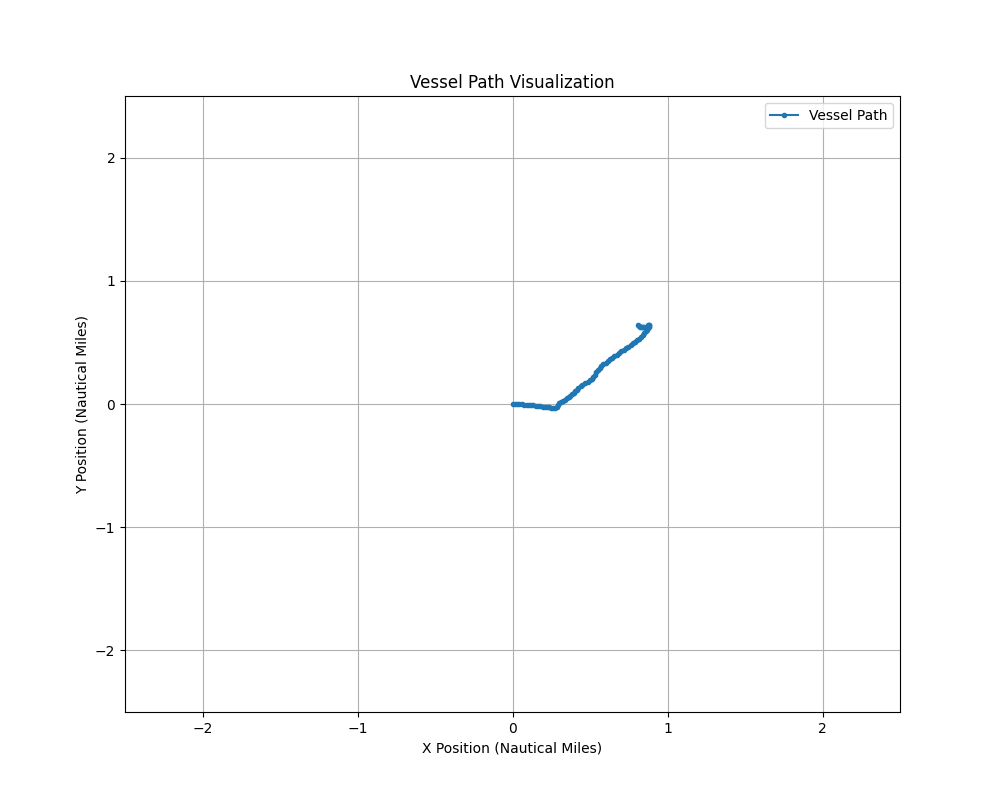 Vessel Path Visualization
Vessel Path
2
1
0
−1
−2
Y Position (Nautical Miles)
−2 −1 0 1 2
X Position (Nautical Miles)